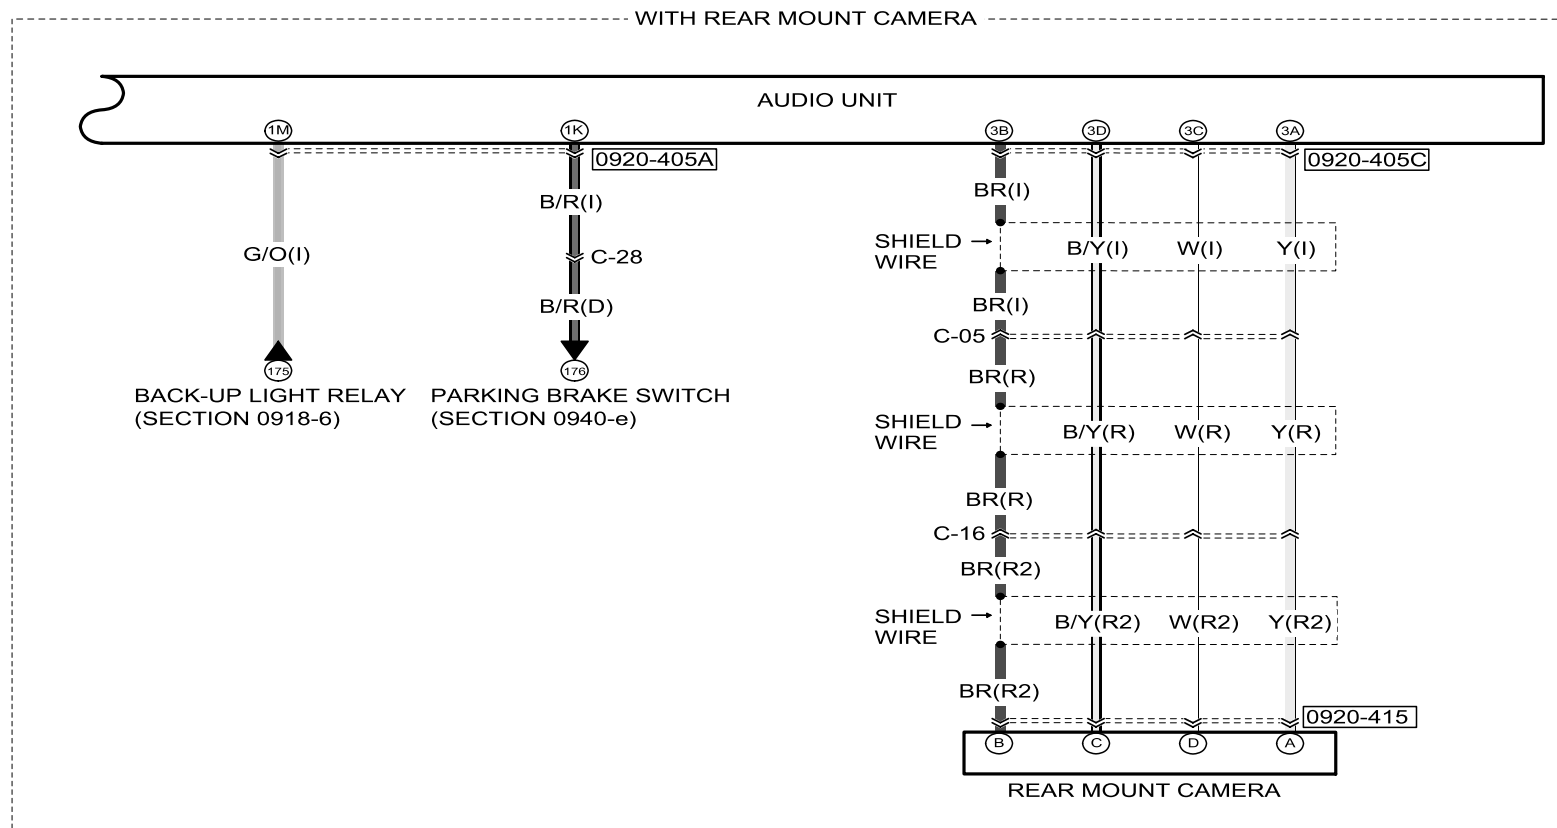 WITH REAR MOUNT CAMERA
AUDIO UNIT
1M
1K
3B
3D
3C
3A
0920-405A
0920-405C
BR(I)
B/R(I)
SHIELD
WIRE
B/Y(I)
W(I)
Y(I)
G/O(I)
C-28
B/R(D)
BR(I)
C-05
175
176
BR(R)
BACK-UP LIGHT RELAY
(SECTION 0918-6)
PARKING BRAKE SWITCH
(SECTION 0940-e)
SHIELD
WIRE
B/Y(R)
W(R)
Y(R)
BR(R)
C-16
BR(R2)
SHIELD
WIRE
B/Y(R2)
W(R2)
Y(R2)
BR(R2)
0920-415
B
C
D
A
REAR MOUNT CAMERA